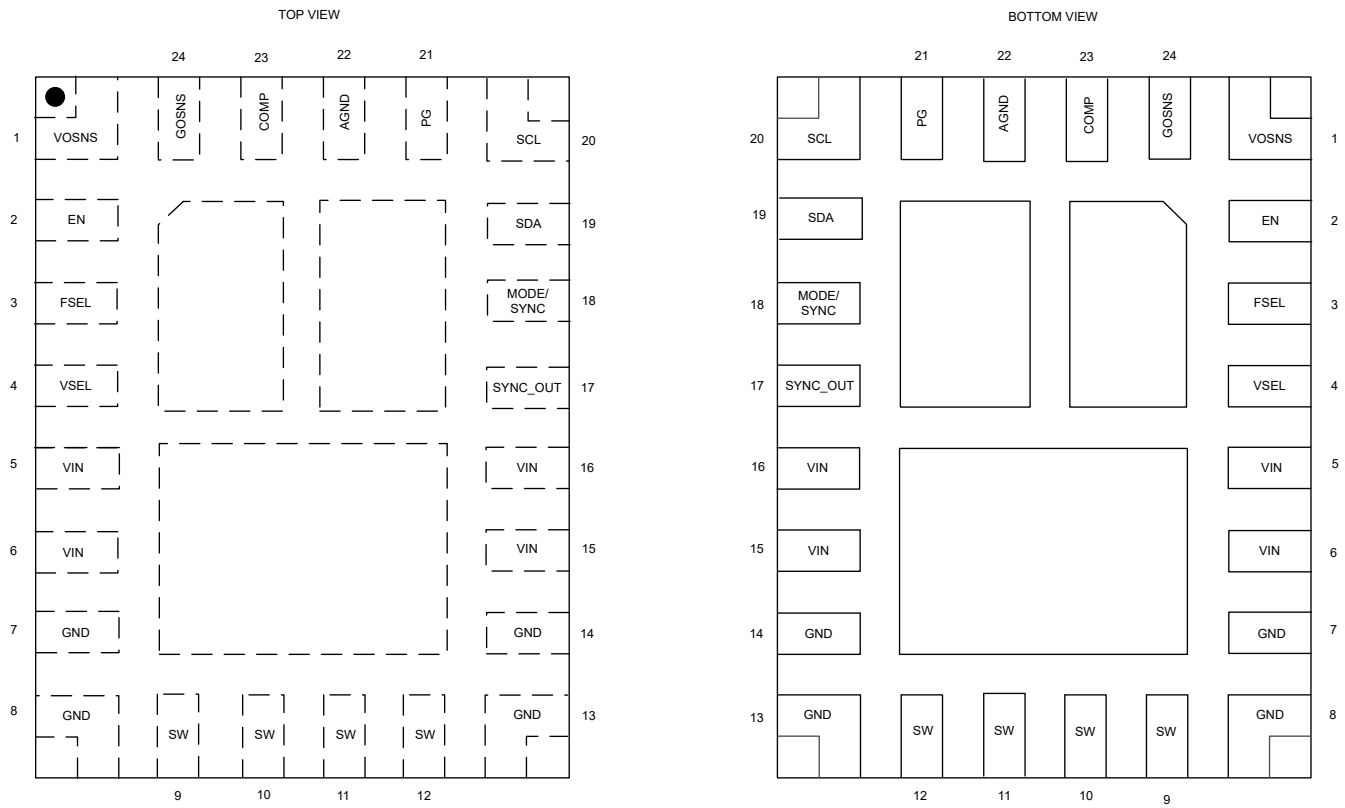 TOP VIEW
24
23
22
21
GOSNS
COMP
AGND
PG
1
VOSNS
SCL
20
2
EN
SDA
19
3
FSEL
MODE/
SYNC
18
4
VSEL
SYNC_OUT
17
5
VIN
VIN
16
6
VIN
VIN
15
7
GND
GND
14
8
GND
GND
13
SW
SW
SW
SW
9
10
11
12
BOTTOM VIEW
21
22
23
24
PG
AGND
COMP
GOSNS
20
SCL
VOSNS
1
19
SDA
EN
2
18
MODE/
SYNC
FSEL
3
17
SYNC_OUT
VSEL
4
16
VIN
VIN
5
15
VIN
VIN
6
14
GND
GND
7
13
GND
GND
8
SW
SW
SW
SW
12
11
10
9